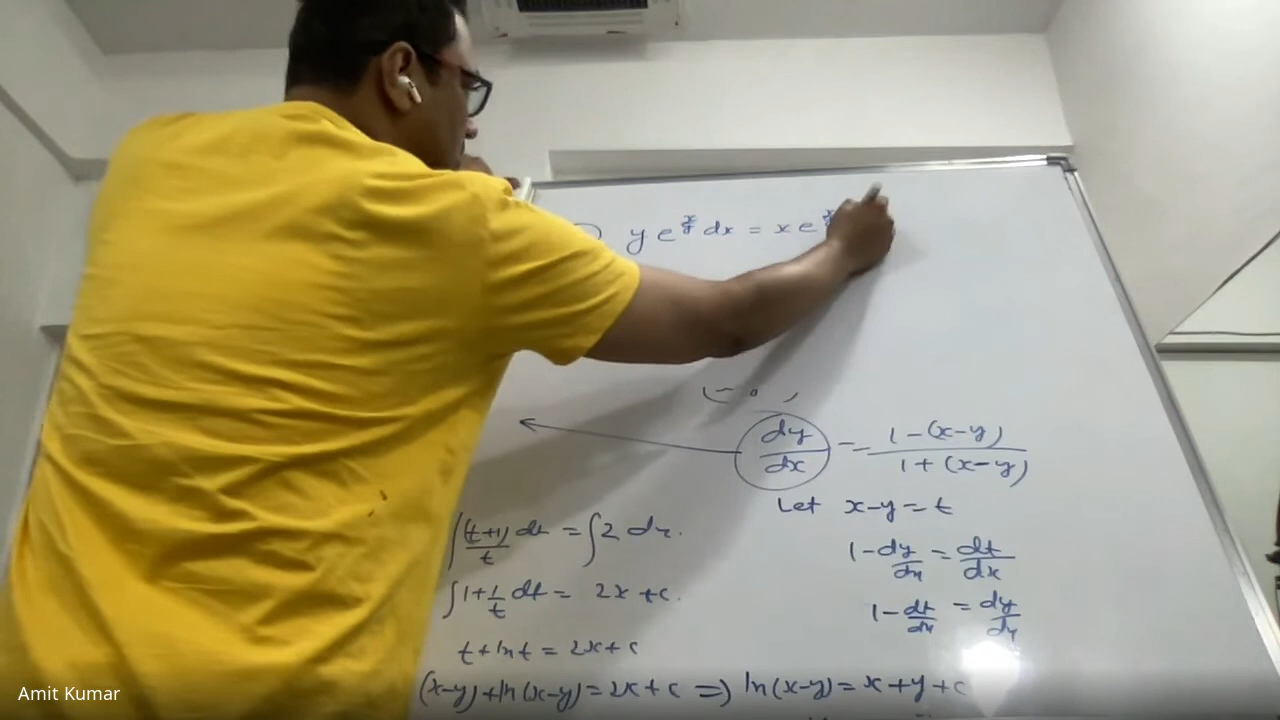 y e^{x/y} dx = x e
dy/dx = (1-(x-y))/(1+(x-y))
Let x-y=t
∫(t+1)/t dt = ∫2 dx.
1-dy/dx = dt/dx
∫1+1/t dt = 2x+c.
1-dt/dx = dy/dx
t+ln t = 2x+c
(x-y)+ln(x-y)=2x+c => ln(x-y)=x+y+c
Amit Kumar